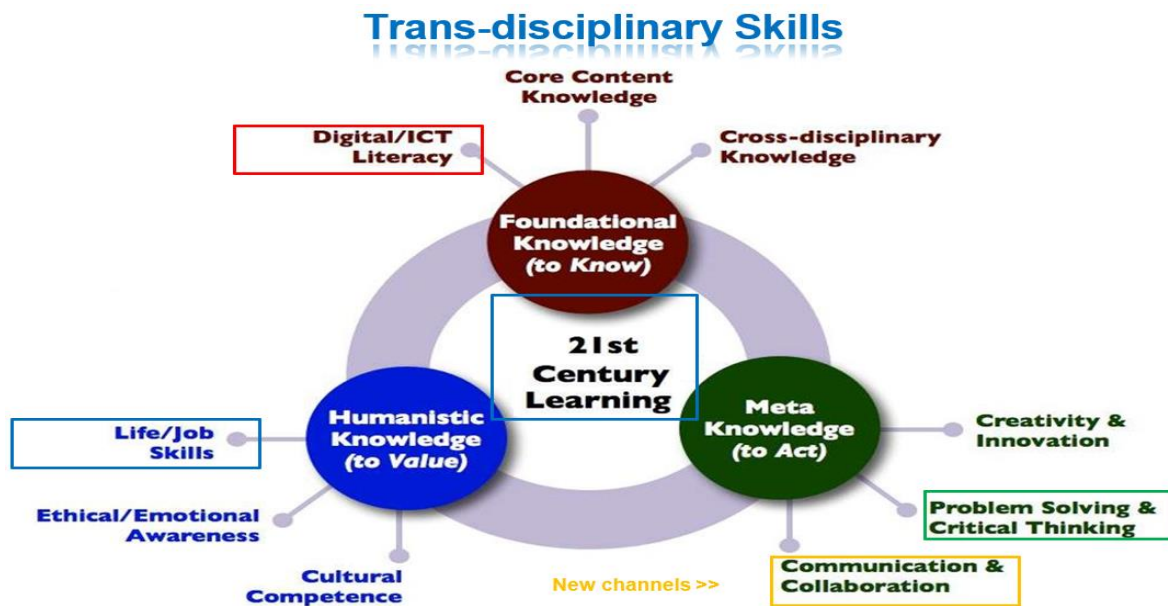 Trans-disciplinary Skills
Core Content
Knowledge
Digital/ICT
Literacy
Cross-disciplinary
Knowledge
Foundational
Knowledge
(to Know)
21st
Century
Learning
Humanistic
Knowledge
(to Value)
Meta
Knowledge
(to Act)
Life/Job
Skills
Ethical/Emotional
Awareness
Cultural
Competence
Creativity &
Innovation
Problem Solving &
Critical Thinking
New channels >>
Communication &
Collaboration